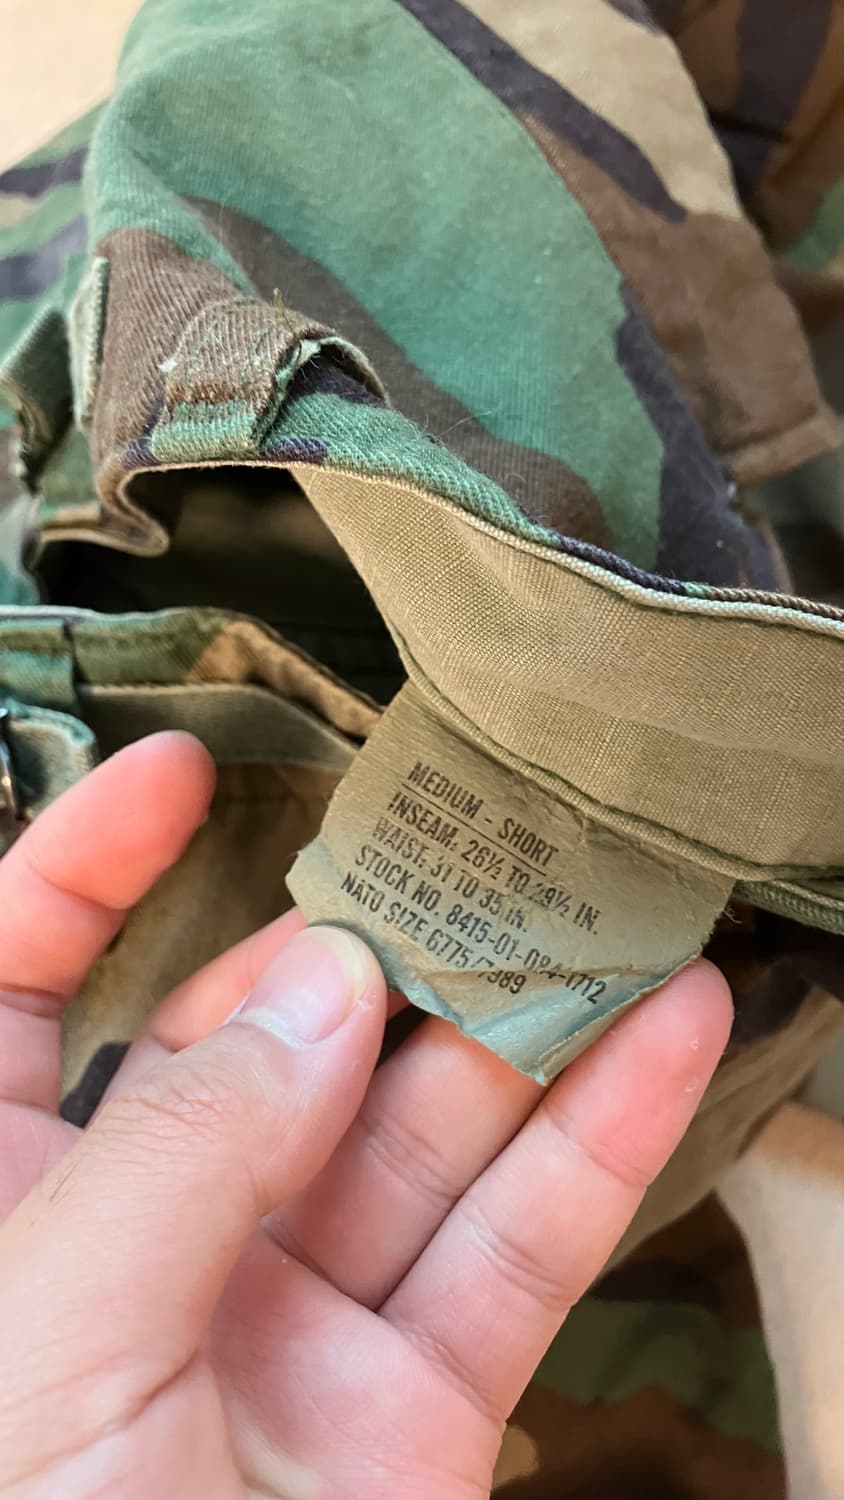 MEDIUM - SHORT
INSEAM: 26½ TO 29½ IN.
WAIST: 31 TO 35 IN.
STOCK NO. 8415-01-084-1712
NATO SIZE 6775/7989